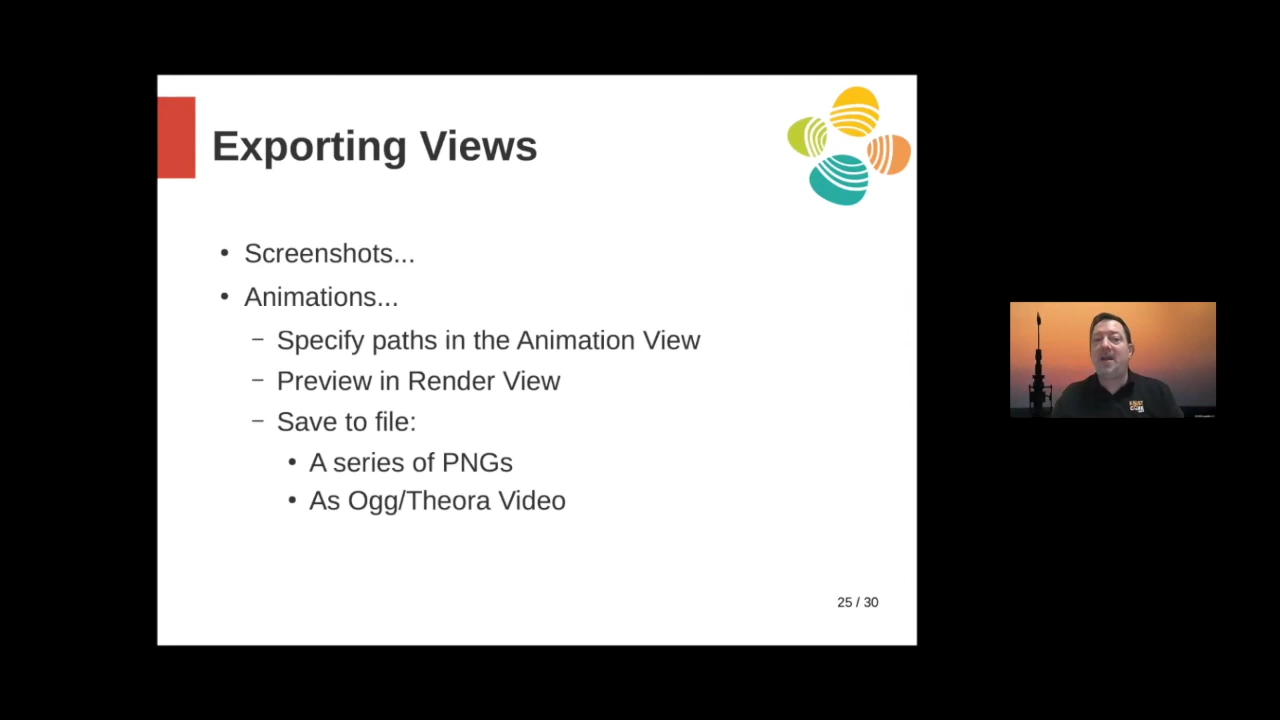 Exporting Views
• Screenshots...
• Animations...
– Specify paths in the Animation View
– Preview in Render View
– Save to file:
• A series of PNGs
• As Ogg/Theora Video
25 / 30